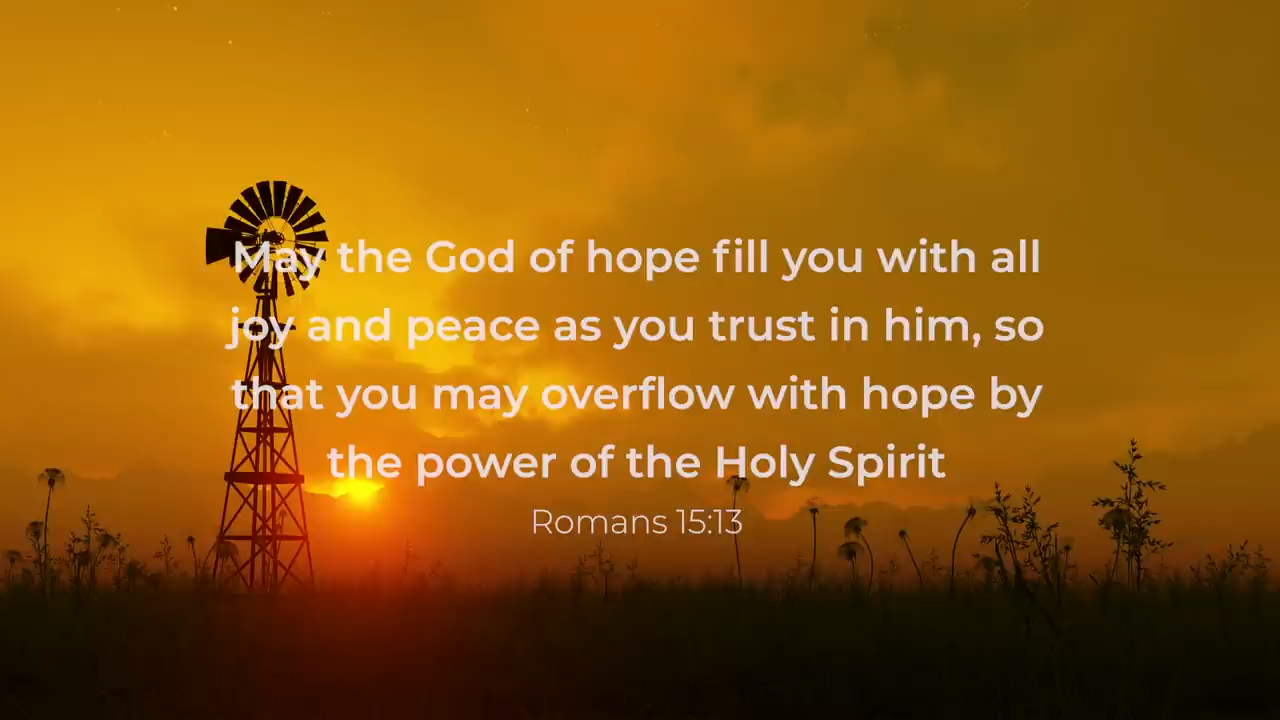 May the God of hope fill you with all
joy and peace as you trust in him, so
that you may overflow with hope by
the power of the Holy Spirit
Romans 15:13